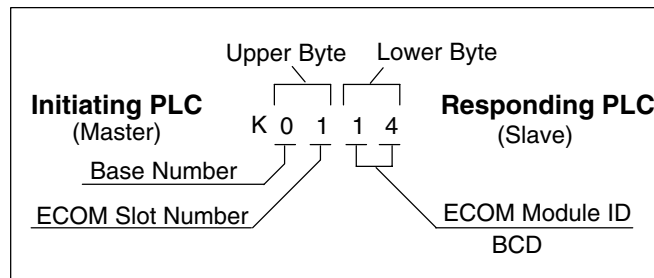 Upper Byte Lower Byte
Initiating PLC
(Master)
K 0 1 1 4
Responding PLC
(Slave)
Base Number
ECOM Slot Number
ECOM Module ID
BCD